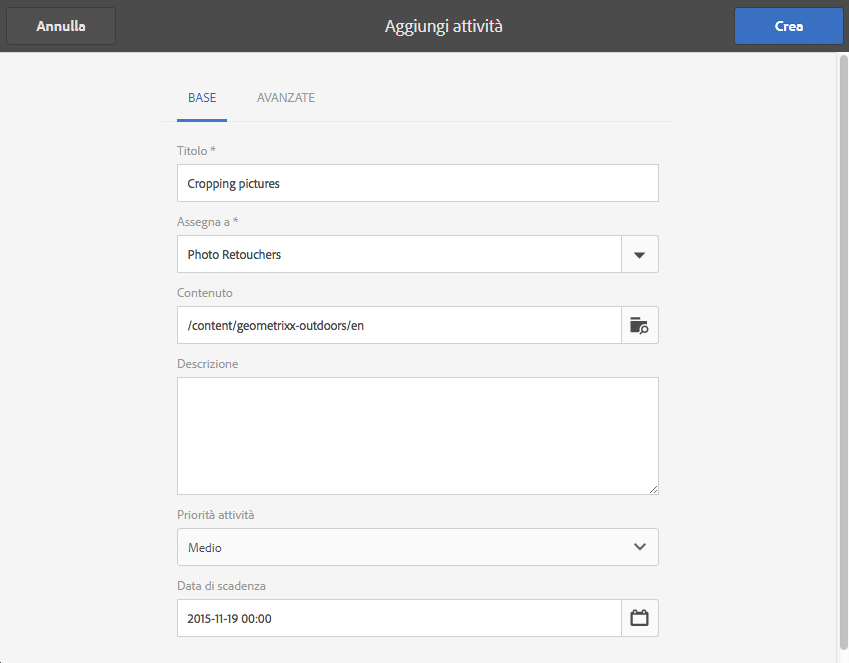 Annulla
Aggiungi attività
Crea
BASE
AVANZATE
Titolo *
Cropping pictures
Assegna a *
Photo Retouchers
Contenuto
/content/geometrixx-outdoors/en
Descrizione
Priorità attività
Medio
Data di scadenza
2015-11-19 00:00